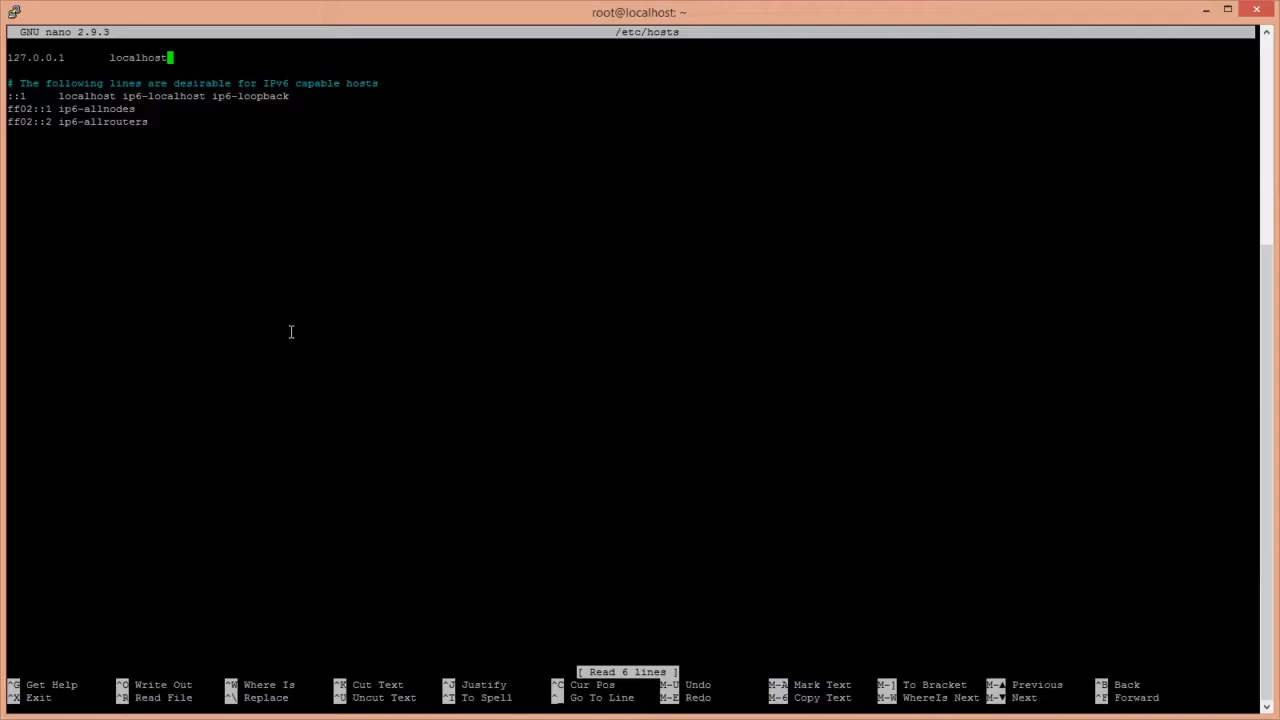 root@localhost: ~
GNU nano 2.9.3 /etc/hosts
127.0.0.1 localhost
# The following lines are desirable for IPv6 capable hosts
::1 localhost ip6-localhost ip6-loopback
ff02::1 ip6-allnodes
ff02::2 ip6-allrouters
[ Read 6 lines ]
^G Get Help ^O Write Out ^W Where Is ^K Cut Text ^J Justify ^C Cur Pos M-U Undo M-A Mark Text M-] To Bracket M-▲ Previous ^B Back
^X Exit ^R Read File ^\ Replace ^U Uncut Text ^T To Spell ^_ Go To Line M-E Redo M-6 Copy Text M-W WhereIs Next M-▼ Next ^F Forward